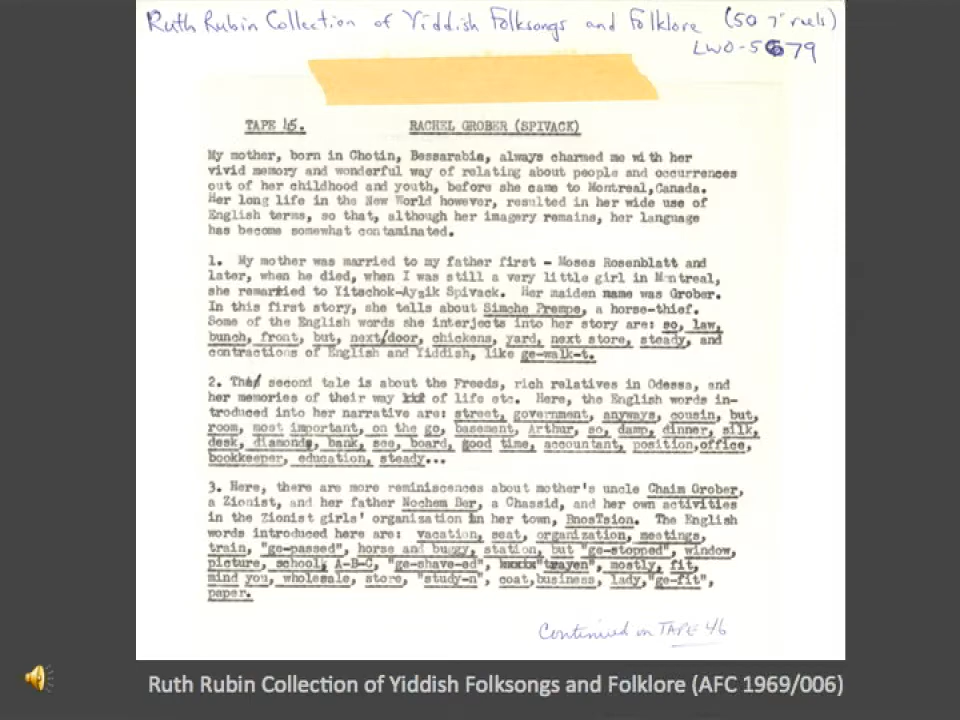 Ruth Rubin Collection of Yiddish Folksongs and Folklore (50 7" reels)
LWO-5679
TAPE 45. RACHEL GROBER (SPIVACK)
My mother, born in Chotin, Bessarabia, always charmed me with her
vivid memory and wonderful way of relating about people and occurrences
out of her childhood and youth, before she came to Montreal,Canada.
Her long life in the New World however, resulted in her wide use of
English terms, so that, although her imagery remains, her language
has become somewhat contaminated.
1. My mother was married to my father first - Moses Rosenblatt and
later, when he died, when I was still a very little girl in Montreal,
she remarried to Yitschok-Ayzik Spivack. Her maiden name was Grober.
In this first story, she tells about Simche Prempe, a horse-thief.
Some of the English words she interjects into her story are: so, law,
bunch, front, but, next/door, chickens, yard, next store, steady, and
contractions of English and Yiddish, like ge-walk-t.
2. The second tale is about the Freeds, rich relatives in Odessa, and
her memories of their way of life etc. Here, the English words in-
troduced into her narrative are: street, government, anyways, cousin, but,
room, most important, on the go, basement, Arthur, so, damp, dinner, silk,
desk, diamonds, bank, see, board, good time, accountant, position,office,
bookkeeper, education, steady...
3. Here, there are more reminiscences about mother's uncle Chaim Grober,
a Zionist, and her father Nochem Ber, a Chassid, and her own activities
in the Zionist girls' organization in her town, BnosTsion. The English
words introduced here are: vacation, seat, organization, meetings,
train, "ge-passed", horse and buggy, station, but "ge-stopped", window,
picture, school, A-B-C, "ge-shave-ed" "trayen", mostly, fit,
mind you, wholesale, store, "study-n", coat,business, lady,"ge-fit",
paper.
Continued on TAPE 46
Ruth Rubin Collection of Yiddish Folksongs and Folklore (AFC 1969/006)